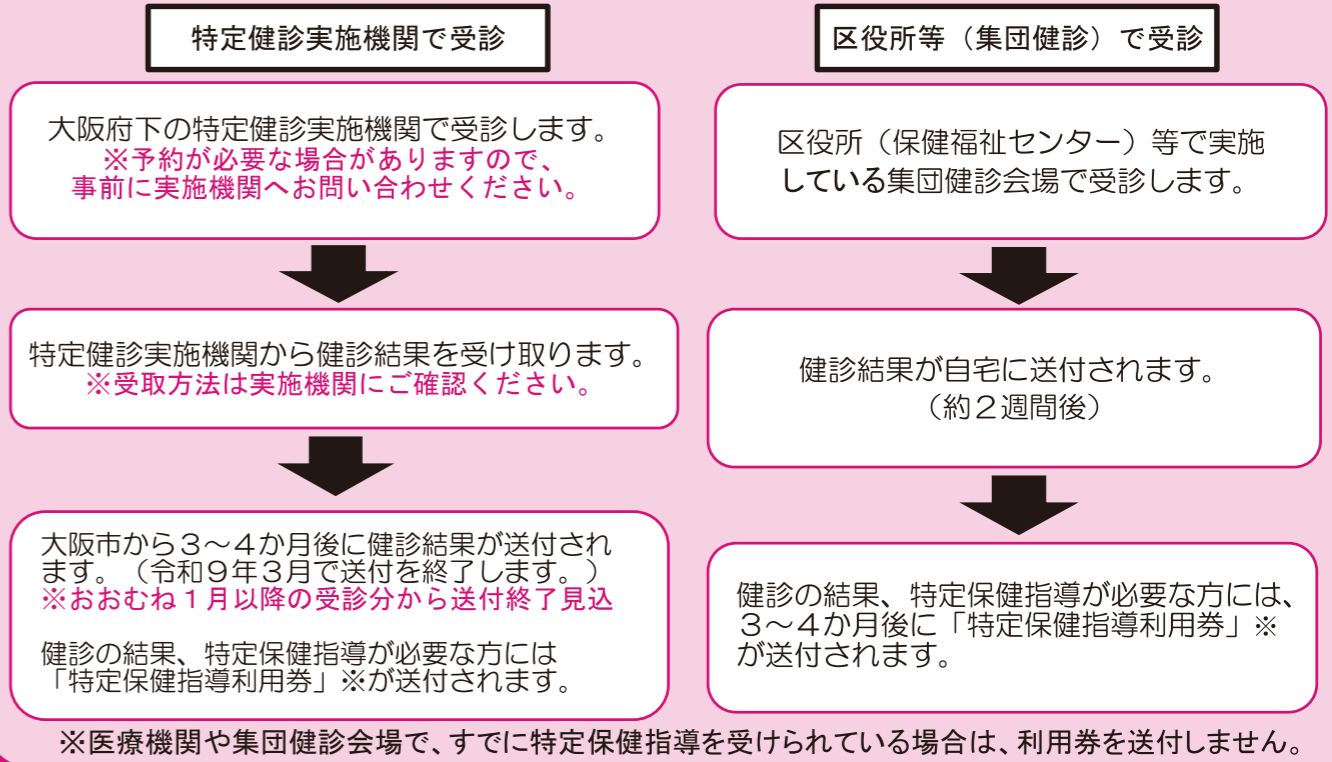 特定健診実施機関で受診
大阪府下の特定健診実施機関で受診します。
※予約が必要な場合がありますので、
事前に実施機関へお問い合わせください。
特定健診実施機関から健診結果を受け取ります。
※受取方法は実施機関にご確認ください。
大阪市から３～４か月後に健診結果が送付され
ます。（令和９年３月で送付を終了します。）
※おおむね１月以降の受診分から送付終了見込
健診の結果、特定保健指導が必要な方には
「特定保健指導利用券」※が送付されます。
区役所等（集団健診）で受診
区役所（保健福祉センター）等で実施
している集団健診会場で受診します。
健診結果が自宅に送付されます。
（約２週間後）
健診の結果、特定保健指導が必要な方には、
３～４か月後に「特定保健指導利用券」※
が送付されます。
※医療機関や集団健診会場で、すでに特定保健指導を受けられている場合は、利用券を送付しません。